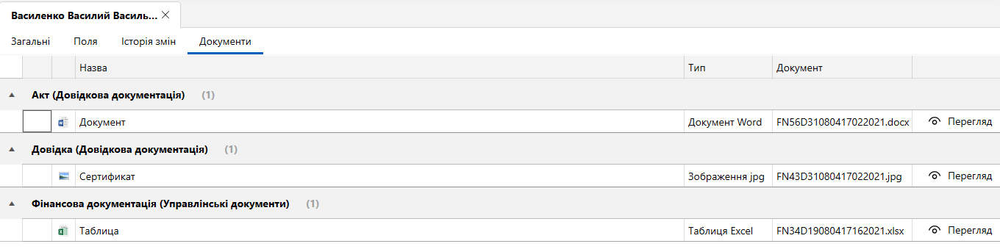 Василенко Василий Василь...
Загальні Поля Історія змін Документи
Назва Тип Документ
Акт (Довідкова документація) (1)
Документ Документ Word FN56D31080417022021.docx Перегляд
Довідка (Довідкова документація) (1)
Сертификат Зображення jpg FN43D31080417022021.jpg Перегляд
Фінансова документація (Управлінські документи) (1)
Таблица Таблиця Excel FN34D19080417162021.xlsx Перегляд